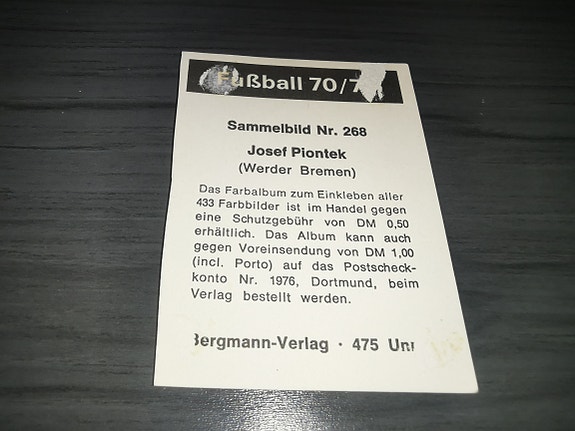 Fußball 70/7
Sammelbild Nr. 268
Josef Piontek
(Werder Bremen)
Das Farbalbum zum Einkleben aller
433 Farbbilder ist im Handel gegen
eine Schutzgebühr von DM 0,50
erhältlich. Das Album kann auch
gegen Voreinsendung von DM 1,00
(incl. Porto) auf das Postscheck-
konto Nr. 1976, Dortmund, beim
Verlag bestellt werden.
Bergmann-Verlag · 475 Un